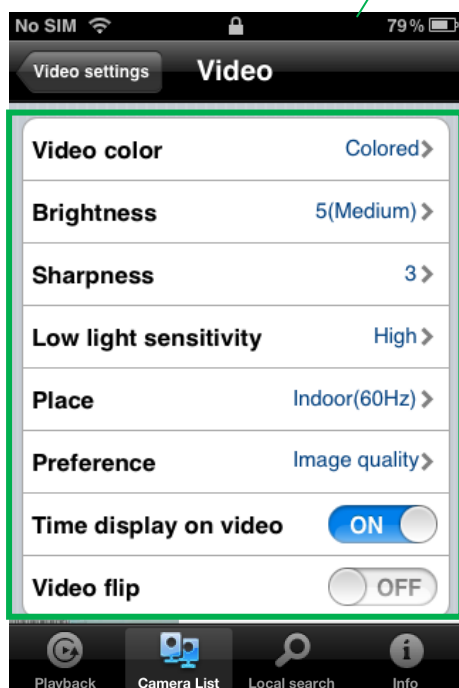 No SIM 79%
Video settings Video
Video color Colored
Brightness 5(Medium)
Sharpness 3
Low light sensitivity High
Place Indoor(60Hz)
Preference Image quality
Time display on video ON
Video flip OFF
Playback Camera List Local search Info